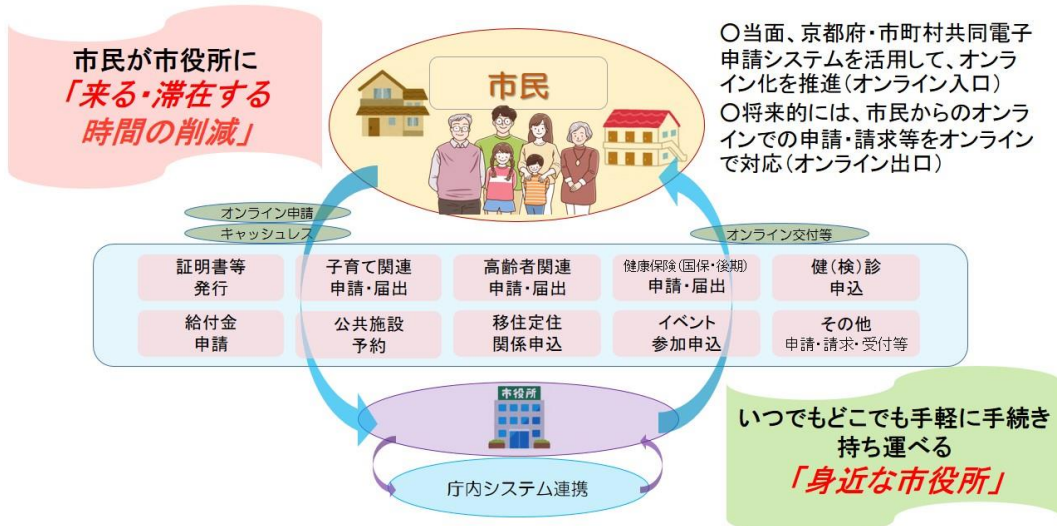 市民が市役所に
「来る・滞在する
時間の削減」
市民
○当面、京都府・市町村共同電子
申請システムを活用して、オンラ
イン化を推進(オンライン入口)
○将来的には、市民からのオンラ
インでの申請・請求等をオンライン
で対応(オンライン出口)
オンライン申請
キャッシュレス
オンライン交付等
証明書等
発行
子育て関連
申請・届出
高齢者関連
申請・届出
健康保険(国保・後期)
申請・届出
健(検)診
申込
給付金
申請
公共施設
予約
移住定住
関係申込
イベント
参加申込
その他
申請・請求・受付等
市役所
庁内システム連携
いつでもどこでも手軽に手続き
持ち運べる
「身近な市役所」